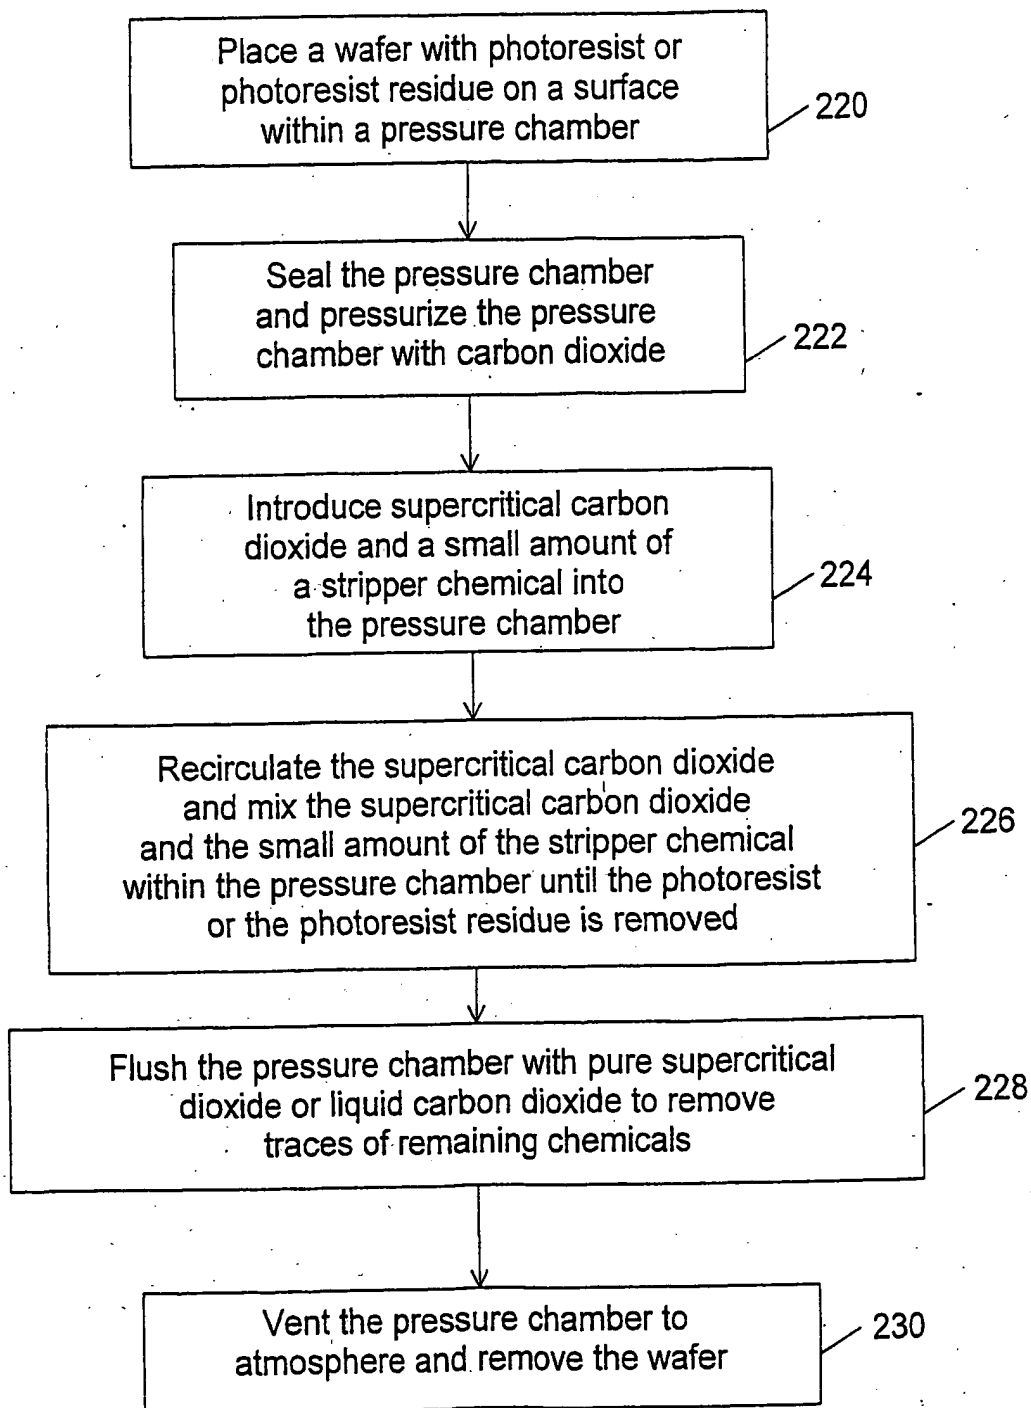 Place a wafer with photoresist or
photoresist residue on a surface
within a pressure chamber
220
Seal the pressure chamber
and pressurize the pressure
chamber with carbon dioxide
222
Introduce supercritical carbon
dioxide and a small amount of
a stripper chemical into
the pressure chamber
224
Recirculate the supercritical carbon dioxide
and mix the supercritical carbon dioxide
and the small amount of the stripper chemical
within the pressure chamber until the photoresist
or the photoresist residue is removed
226
Flush the pressure chamber with pure supercritical
dioxide or liquid carbon dioxide to remove
traces of remaining chemicals
228
Vent the pressure chamber to
atmosphere and remove the wafer
230